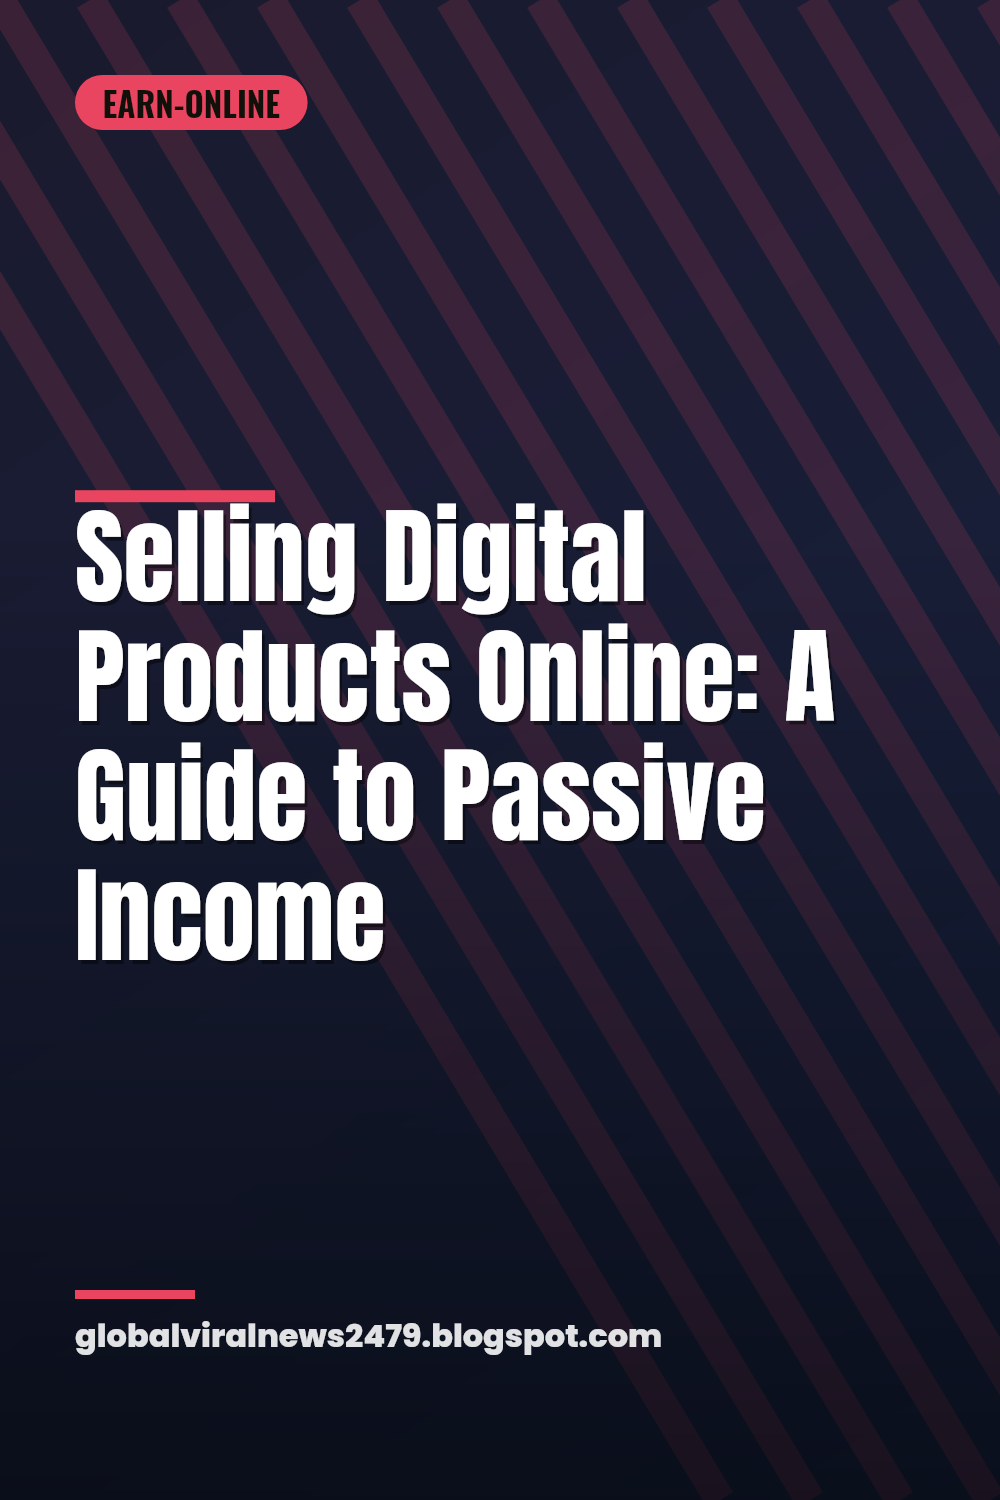 EARN-ONLINE
Selling Digital
Products Online: A
Guide to Passive
Income
globalviralnews2479.blogspot.com